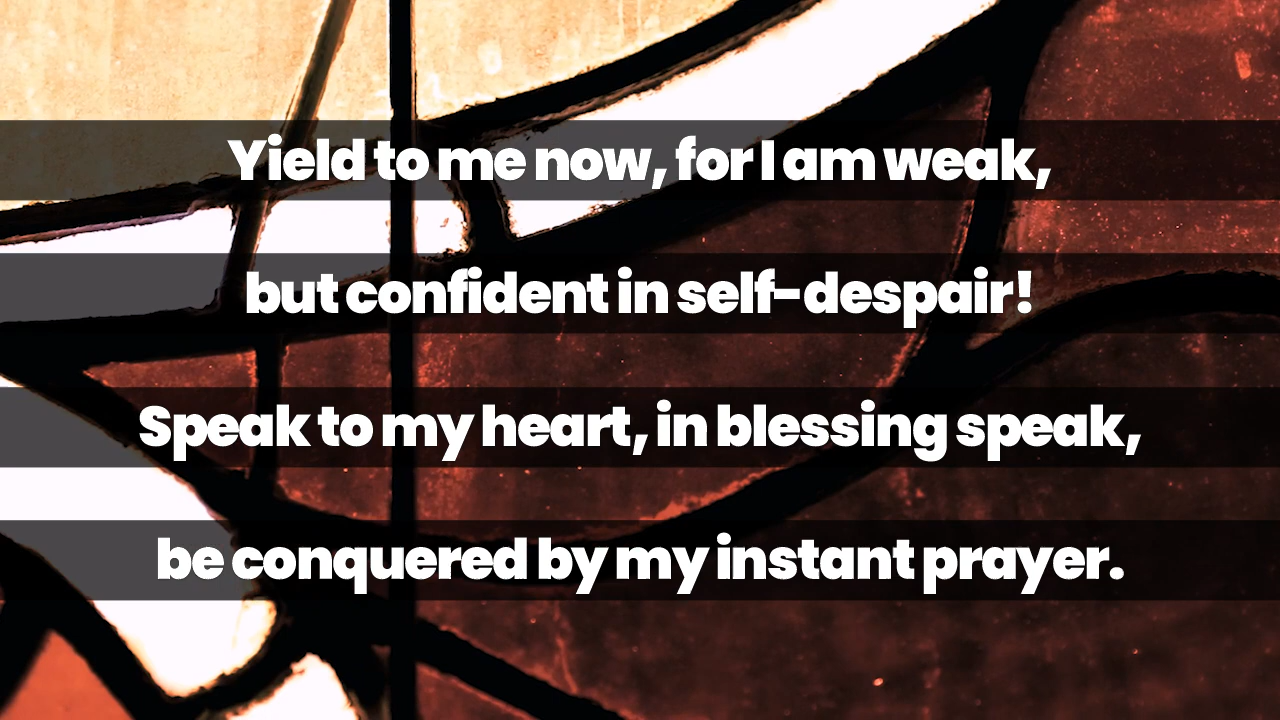 Yield to me now, for I am weak,
but confident in self-despair!
Speak to my heart, in blessing speak,
be conquered by my instant prayer.